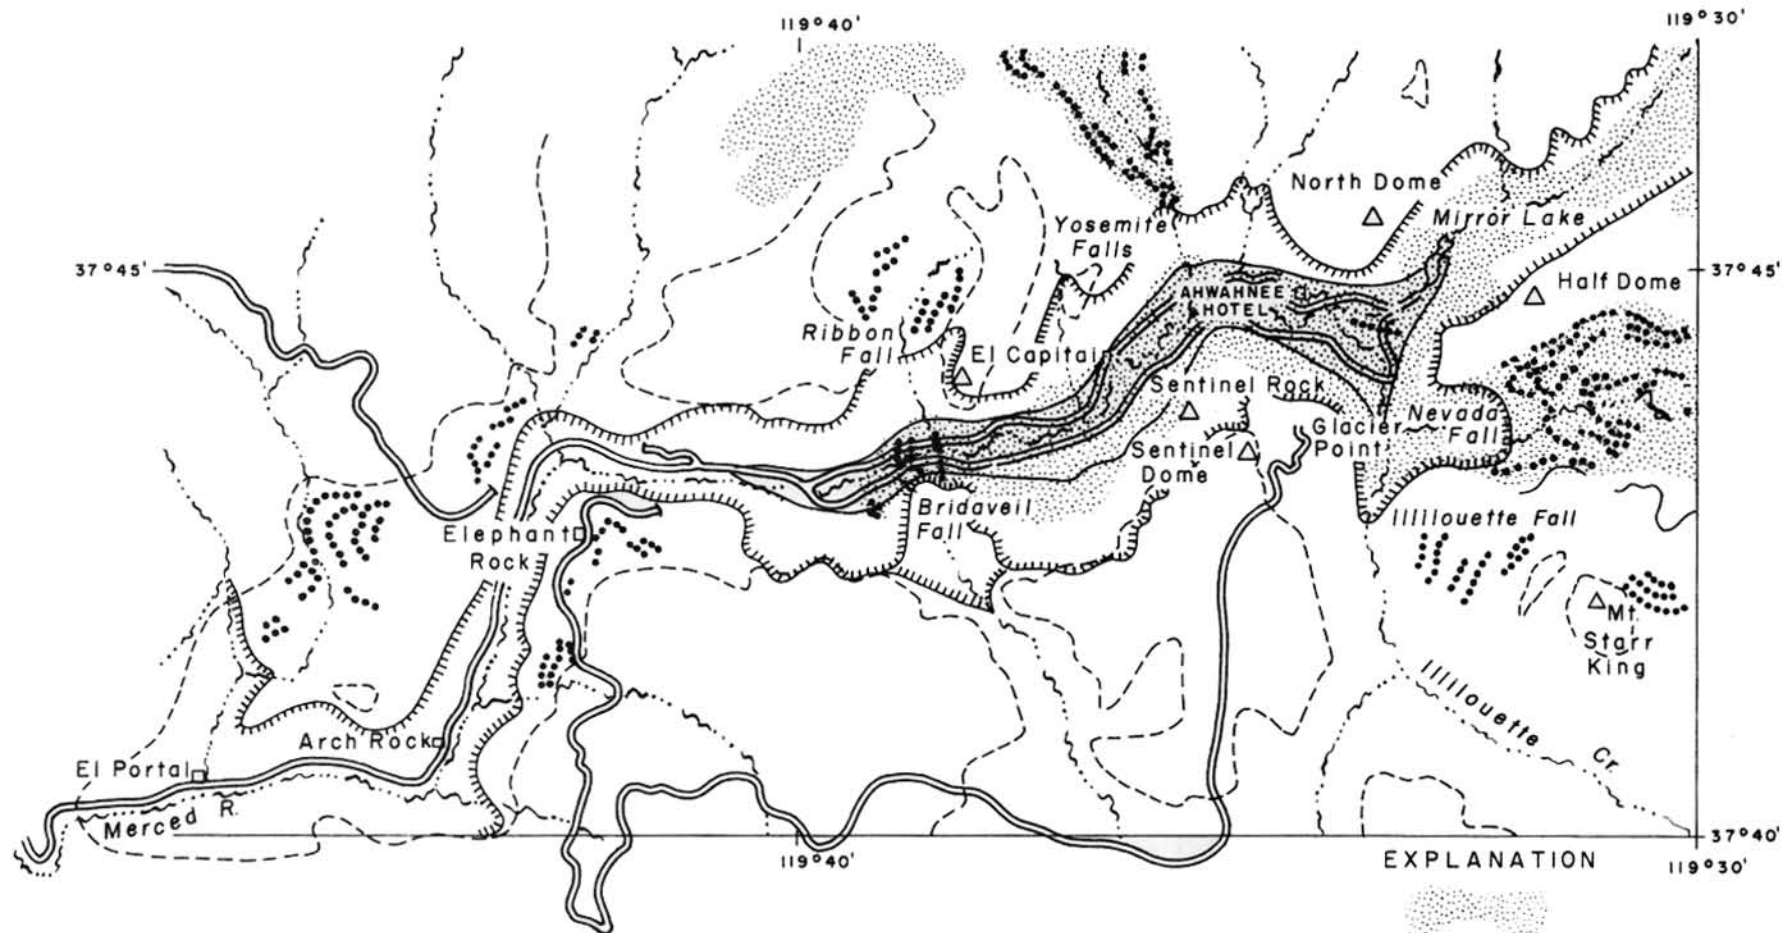 119°40'
119°30'
North Dome
Mirror Lake
Yosemite
Falls
37°45'
37°45'
Half Dome
AHWAHNEE
HOTEL
Ribbon
Fall
El Capitan
Sentinel Rock
Nevada
Fall
Glacier
Point
Sentinel
Dome
Bridaveil
Fall
Illilouette Fall
Elephant
Rock
Mt.
Starr
King
Illilouette Cr.
Arch Rock
El Portal
Merced R.
37°40'
119°40'
EXPLANATION
119°30'